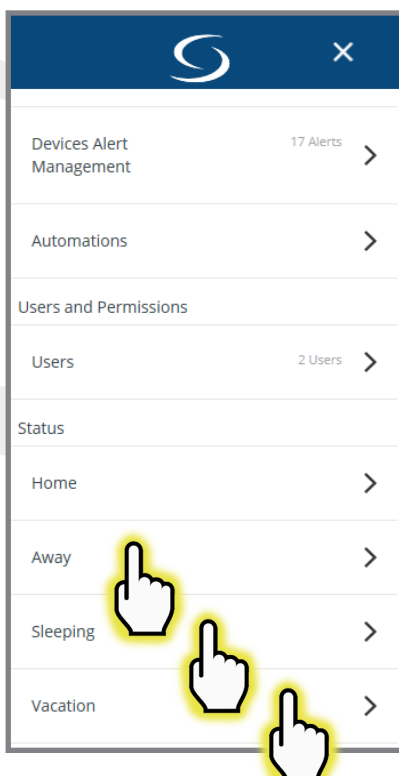 Devices Alert 17 Alerts
Management
Automations
Users and Permissions
Users 2 Users
Status
Home
Away
Sleeping
Vacation